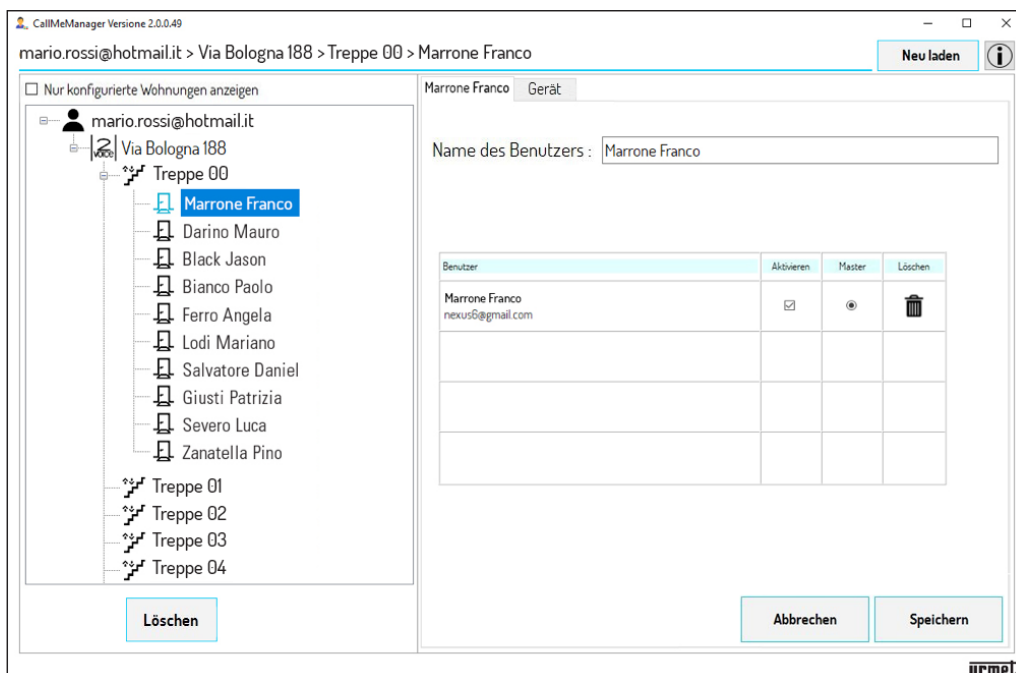 CallMeManager Versione 2.0.0.49
mario.rossi@hotmail.it > Via Bologna 188 > Treppe 00 > Marrone Franco
Neu laden
Nur konfigurierte Wohnungen anzeigen
mario.rossi@hotmail.it
2 VOICE Via Bologna 188
Treppe 00
Marrone Franco
Darino Mauro
Black Jason
Bianco Paolo
Ferro Angela
Lodi Mariano
Salvatore Daniel
Giusti Patrizia
Severo Luca
Zanatella Pino
Treppe 01
Treppe 02
Treppe 03
Treppe 04
Löschen
Marrone Franco Gerät
Name des Benutzers : Marrone Franco
Benutzer Aktivieren Master Löschen
Marrone Franco
nexus6@gmail.com
Abbrechen Speichern
urmet